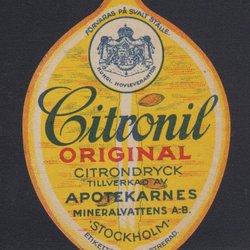 FÖRVARAS PÅ SVALT STÄLLE.
KUNGL. HOVLEVERANTÖR
Citronil
ORIGINAL
CITRONDRYCK
TILLVERKAD AV
APOTEKARNES
MINERALVATTENS A.-B.
STOCKHOLM